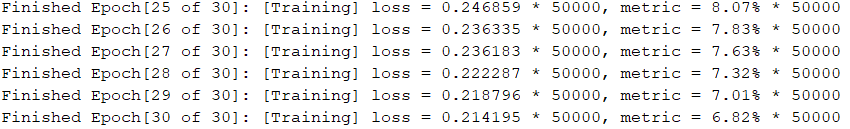 Finished Epoch[25 of 30]: [Training] loss = 0.246859 * 50000, metric = 8.07% * 50000
Finished Epoch[26 of 30]: [Training] loss = 0.236335 * 50000, metric = 7.83% * 50000
Finished Epoch[27 of 30]: [Training] loss = 0.236183 * 50000, metric = 7.63% * 50000
Finished Epoch[28 of 30]: [Training] loss = 0.222287 * 50000, metric = 7.32% * 50000
Finished Epoch[29 of 30]: [Training] loss = 0.218796 * 50000, metric = 7.01% * 50000
Finished Epoch[30 of 30]: [Training] loss = 0.214195 * 50000, metric = 6.82% * 50000